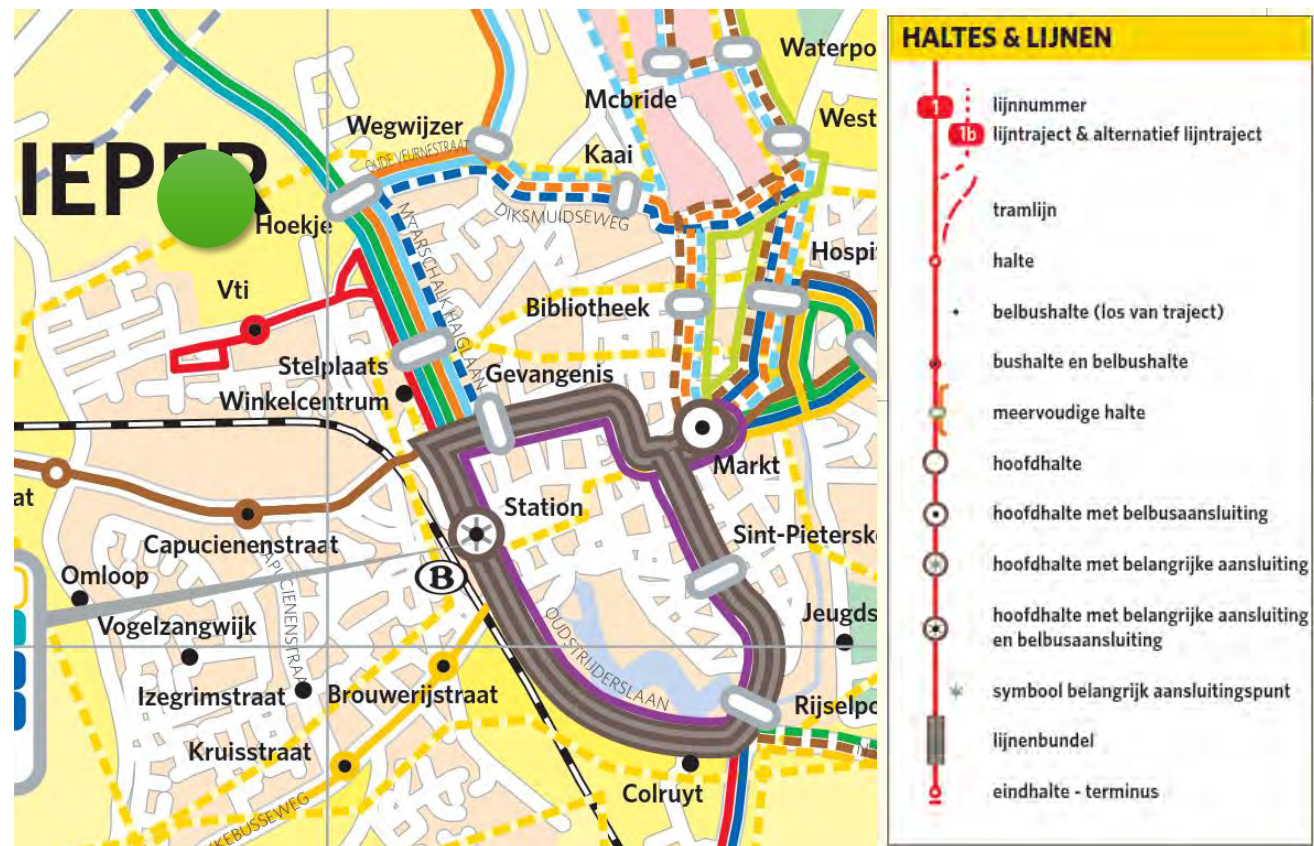 Waterpo
Mcbride
Wegwijzer
West
IEPER
OUDE VEURNESTRAAT
Kaai
Hoekje
DIKSMUIDSEWEG
MAARSCHALK HAIGLAAN
Hospi
Vti
Bibliotheek
Stelplaats
Gevangenis
Winkelcentrum
Markt
at
Station
Capucienenstraat
Sint-Pietersk
B
Omloop
CAPUCIENENSTRAAT
Vogelzangwijk
OUDSTRIJDERSLAAN
Jeugds
Izegrimstraat
Brouwerijstraat
Rijselpo
Kruisstraat
Colruyt
KEBUSSEWEG
HALTES & LIJNEN
1 lijnnummer
1b lijntraject & alternatief lijntraject
tramlijn
halte
belbushalte (los van traject)
bushalte en belbushalte
meervoudige halte
hoofdhalte
hoofdhalte met belbusaansluiting
hoofdhalte met belangrijke aansluiting
hoofdhalte met belangrijke aansluiting
en belbusaansluiting
symbool belangrijk aansluitingspunt
lijnenbundel
eindhalte - terminus